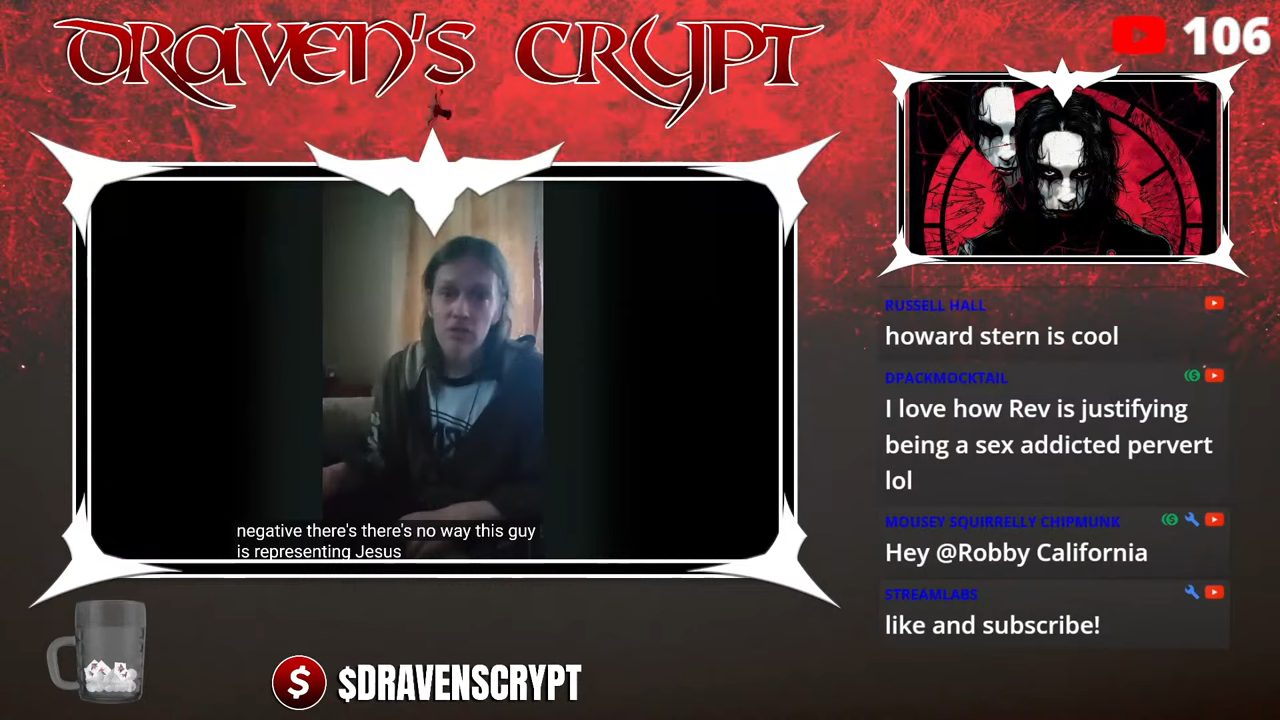 DRAVEN'S CRYPT
106
RUSSELL HALL
howard stern is cool
DPACKMOCKTAIL
I love how Rev is justifying
being a sex addicted pervert
lol
MOUSEY SQUIRRELLY CHIPMUNK
Hey @Robby California
STREAMLABS
like and subscribe!
negative there's there's no way this guy
is representing Jesus
$ $DRAVENSCRYPT